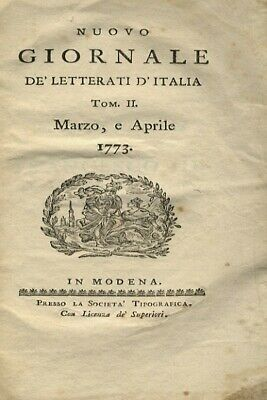 NUOVO
GIORNALE
DE' LETTERATI D'ITALIA
TOM. II.
Marzo, e Aprile
1773.
IN MODENA.
PRESSO LA SOCIETA' TIPOGRAFICA.
Con Licenza de' Superiori.